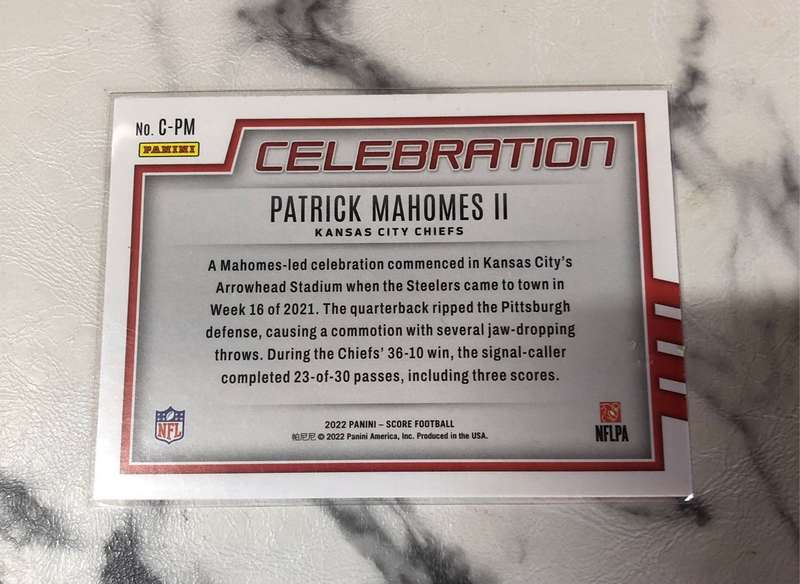 No. C-PM
PANINI
CELEBRATION
PATRICK MAHOMES II
KANSAS CITY CHIEFS
A Mahomes-led celebration commenced in Kansas City's
Arrowhead Stadium when the Steelers came to town in
Week 16 of 2021. The quarterback ripped the Pittsburgh
defense, causing a commotion with several jaw-dropping
throws. During the Chiefs' 36-10 win, the signal-caller
completed 23-of-30 passes, including three scores.
2022 PANINI – SCORE FOOTBALL
帕尼尼 © 2022 Panini America, Inc. Produced in the USA.
NFL
NFLPA